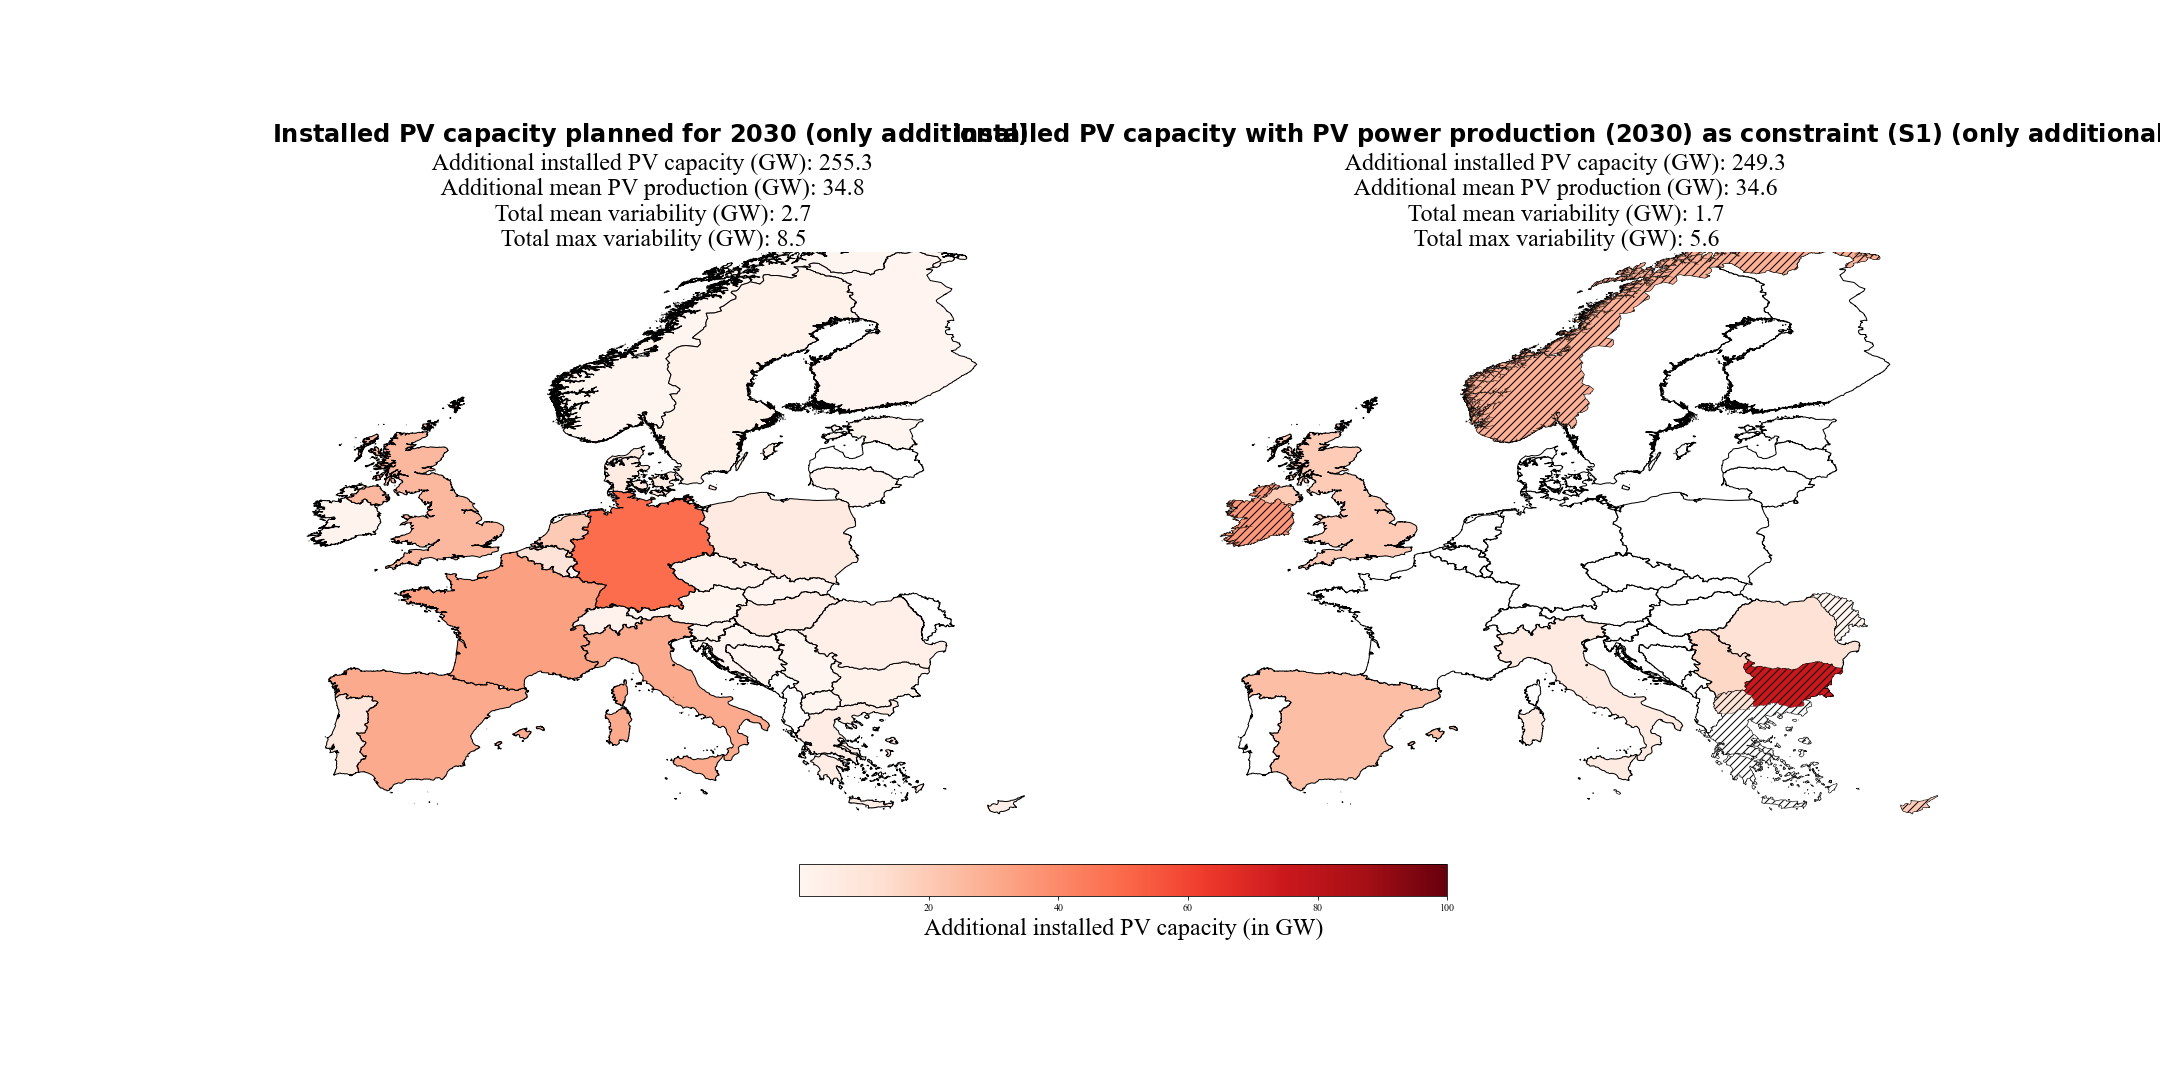 Installed PV capacity planned for 2030 (only additional)
Additional installed PV capacity (GW): 255.3
Additional mean PV production (GW): 34.8
Total mean variability (GW): 2.7
Total max variability (GW): 8.5
Installed PV capacity with PV power production (2030) as constraint (S1) (only additional
Additional installed PV capacity (GW): 249.3
Additional mean PV production (GW): 34.6
Total mean variability (GW): 1.7
Total max variability (GW): 5.6
20 40 60 80 100
Additional installed PV capacity (in GW)